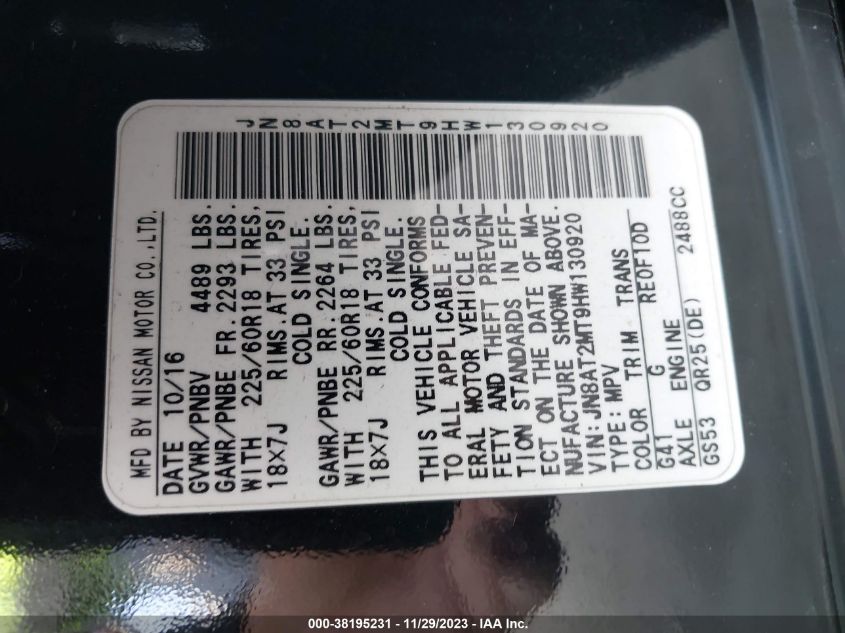 MFD BY NISSAN MOTOR CO.,LTD.
DATE 10/16
GVWR/PNBV 4489 LBS.
GAWR/PNBE FR. 2293 LBS.
WITH 225/60R18 TIRES,
18X7J RIMS.AT 33 PSI
COLD SINGLE.
GAWR/PNBE RR. 2264 LBS.
WITH 225/60R18 TIRES,
18X7J RIMS.AT 33 PSI
COLD SINGLE.
THIS VEHICLE CONFORMS
TO ALL APPLICABLE FED-
ERAL MOTOR VEHICLE SA-
FETY AND THEFT PREVEN-
TION STANDARDS IN EFF-
ECT ON THE DATE OF MA-
NUFACTURE SHOWN ABOVE.
VIN:JN8AT2MT9HW130920
TYPE: MPV
COLOR TRIM TRANS
G41 G RE0F10D
AXLE ENGINE
GS53 QR25(DE) 2488CC
JN8AT2MT9HW130920
000-38195231 - 11/29/2023 - IAA Inc.